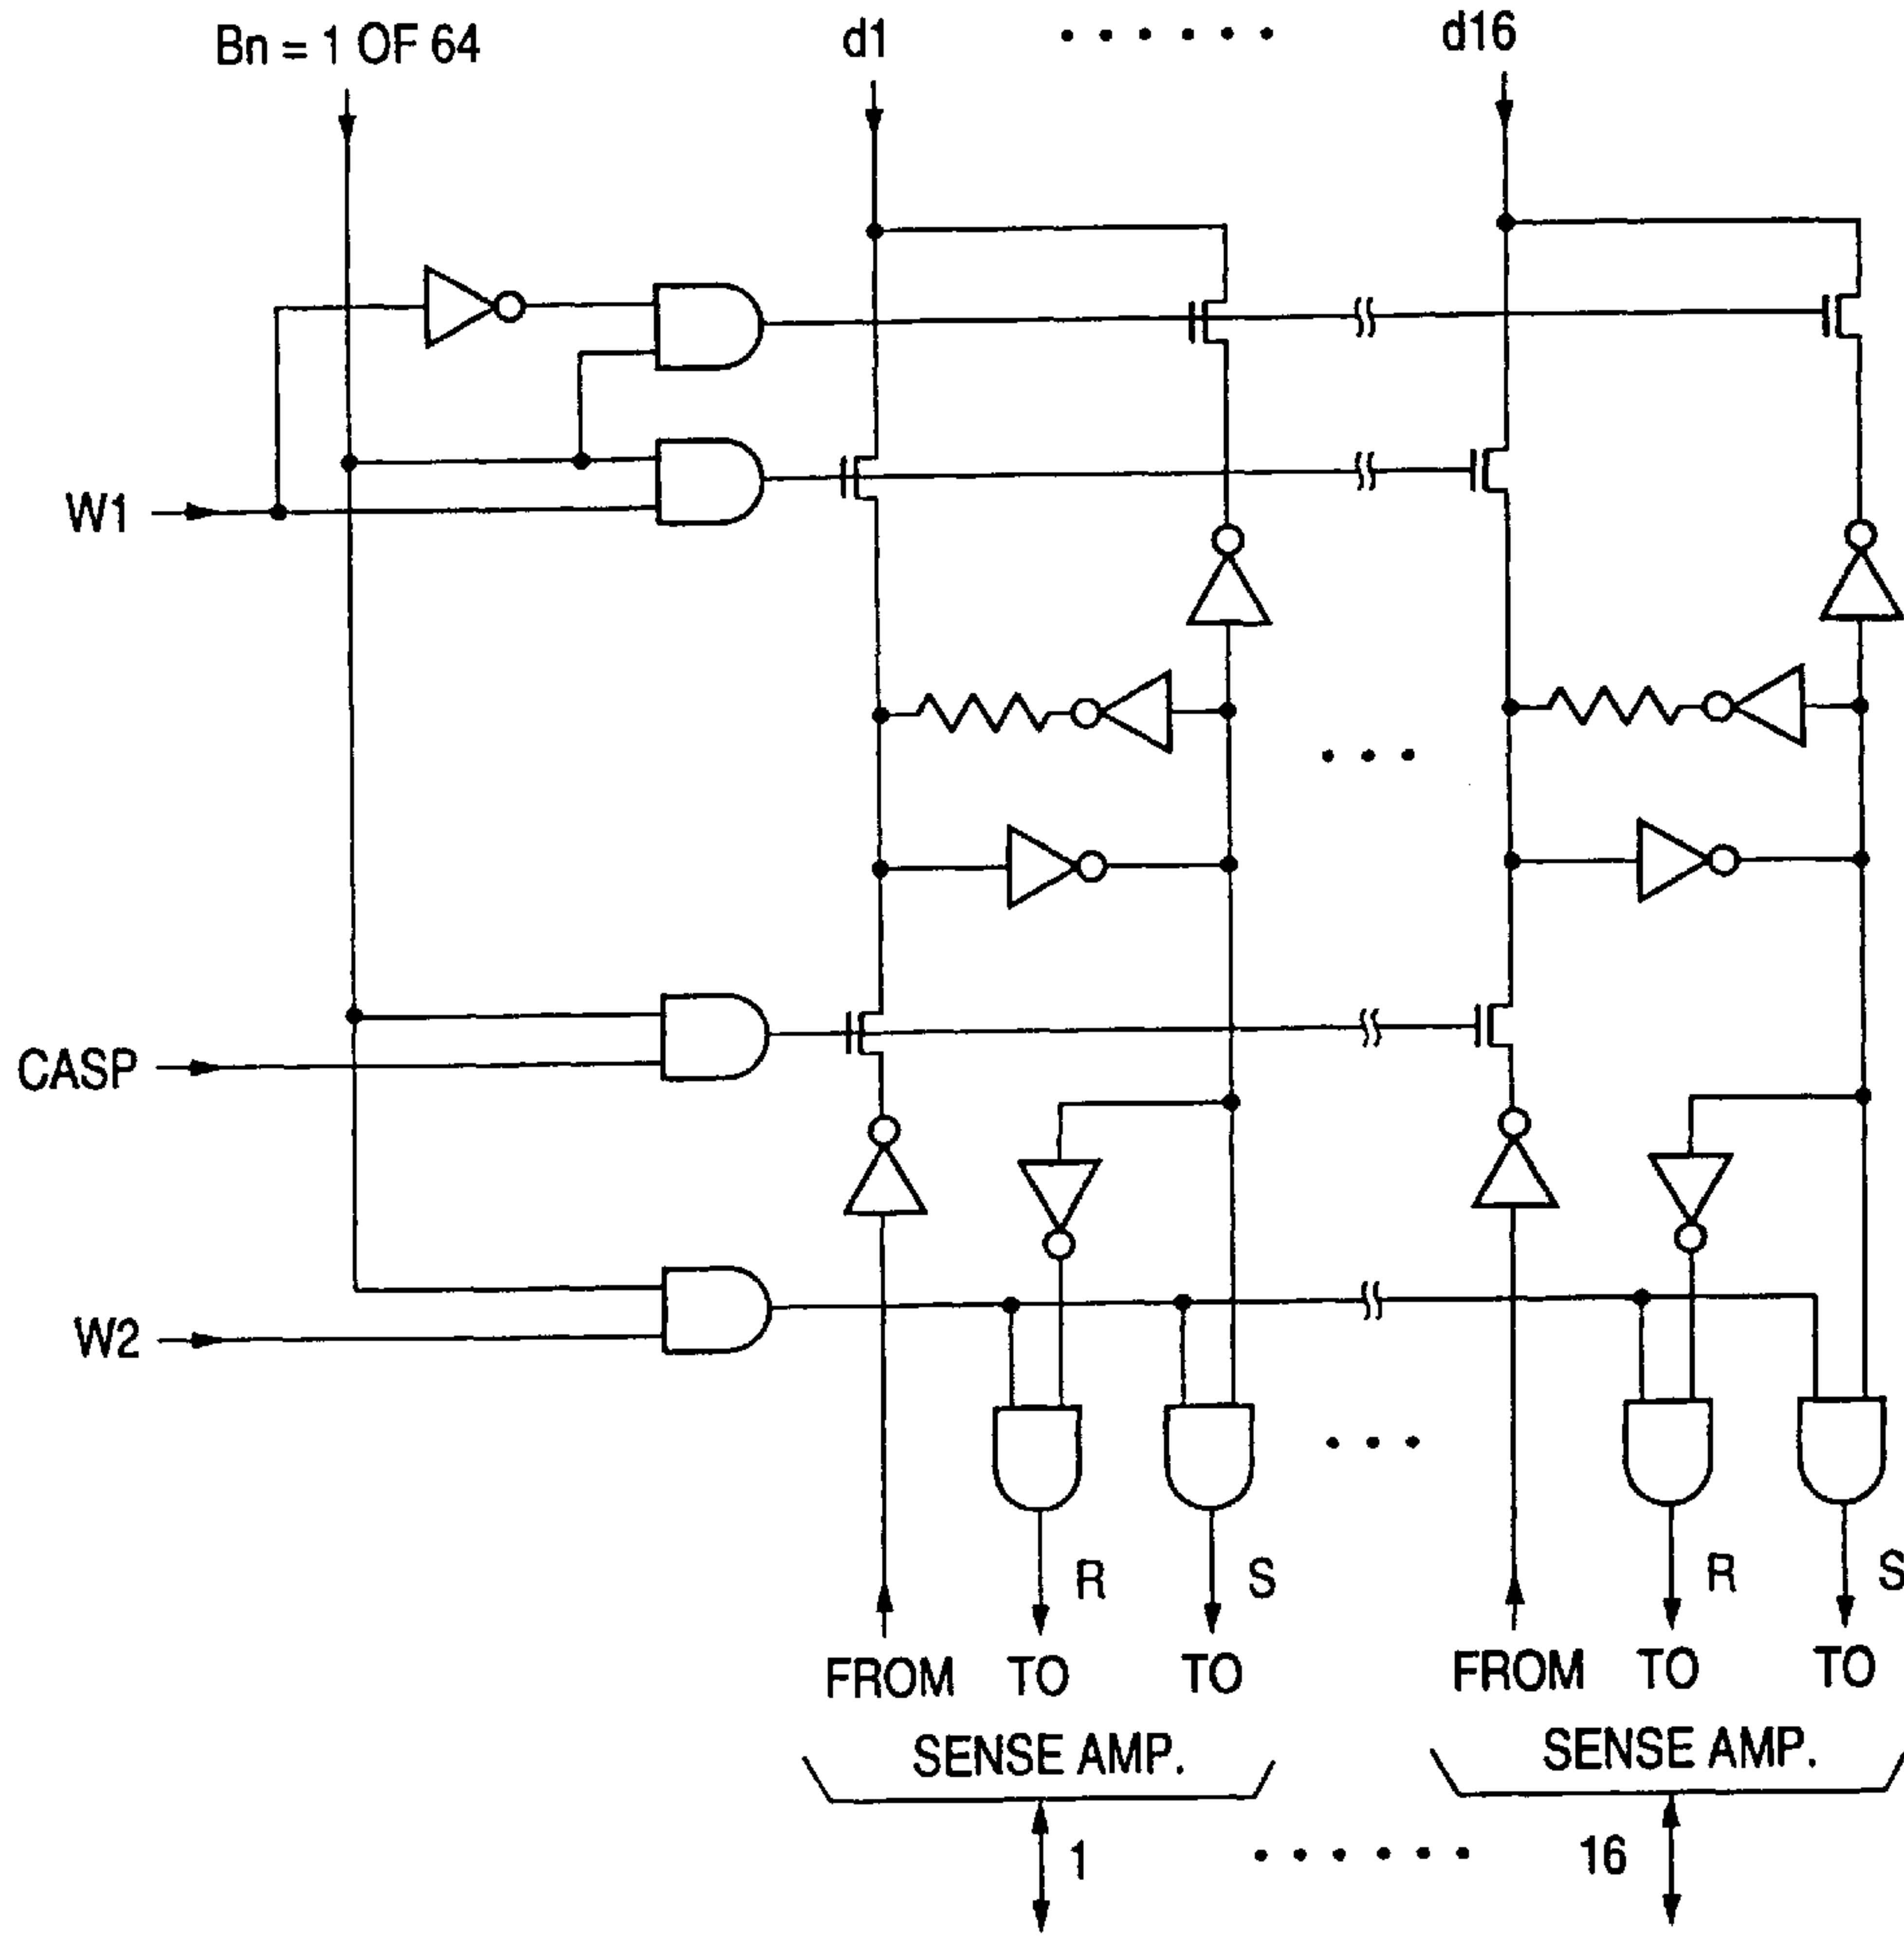 Bn = 1 OF 64
d1 . . . . . . d16
W1
. . .
CASP
W2
. . .
R S R S
FROM TO TO FROM TO TO
SENSE AMP. SENSE AMP.
1 . . . . . . 16